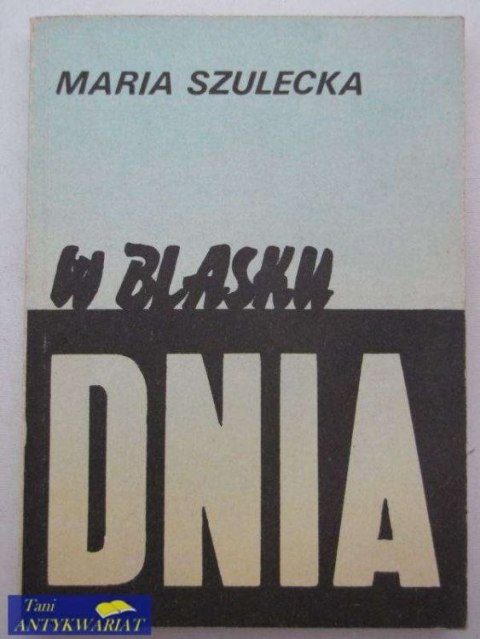 MARIA SZULECKA
W BLASKU
DNIA
Tani
ANTYKWARIAT